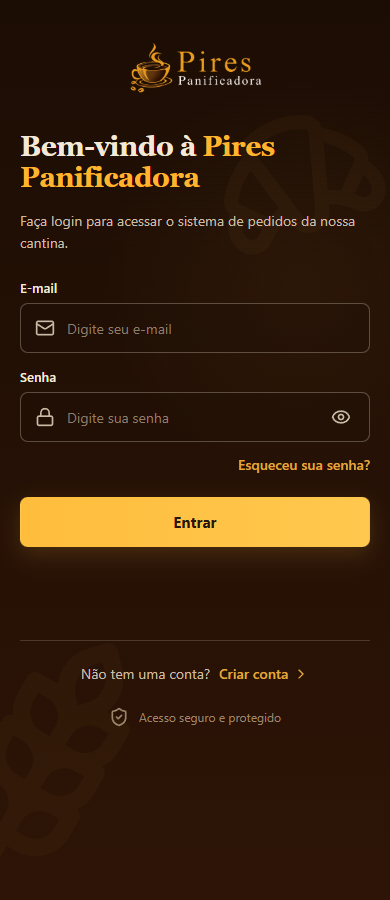 Pires
Panificadora
Bem-vindo à Pires
Panificadora
Faça login para acessar o sistema de pedidos da nossa
cantina.
E-mail
Digite seu e-mail
Senha
Digite sua senha
Esqueceu sua senha?
Entrar
Não tem uma conta? Criar conta
Acesso seguro e protegido